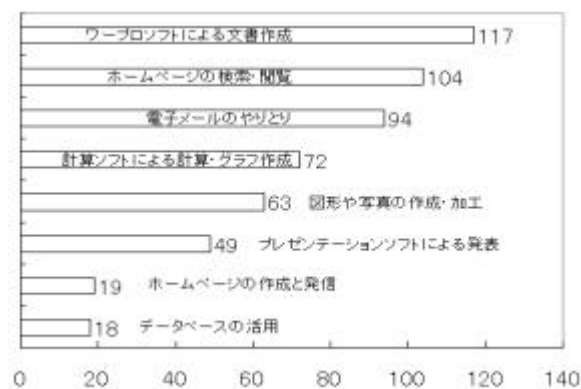 ワープロソフトによる文書作成 117
ホームページの検索・閲覧 104
電子メールのやりとり 94
計算ソフトによる計算・グラフ作成 72
63 図形や写真の作成・加工
49 プレゼンテーションソフトによる発表
19 ホームページの作成と発信
18 データベースの活用
0 20 40 60 80 100 120 140